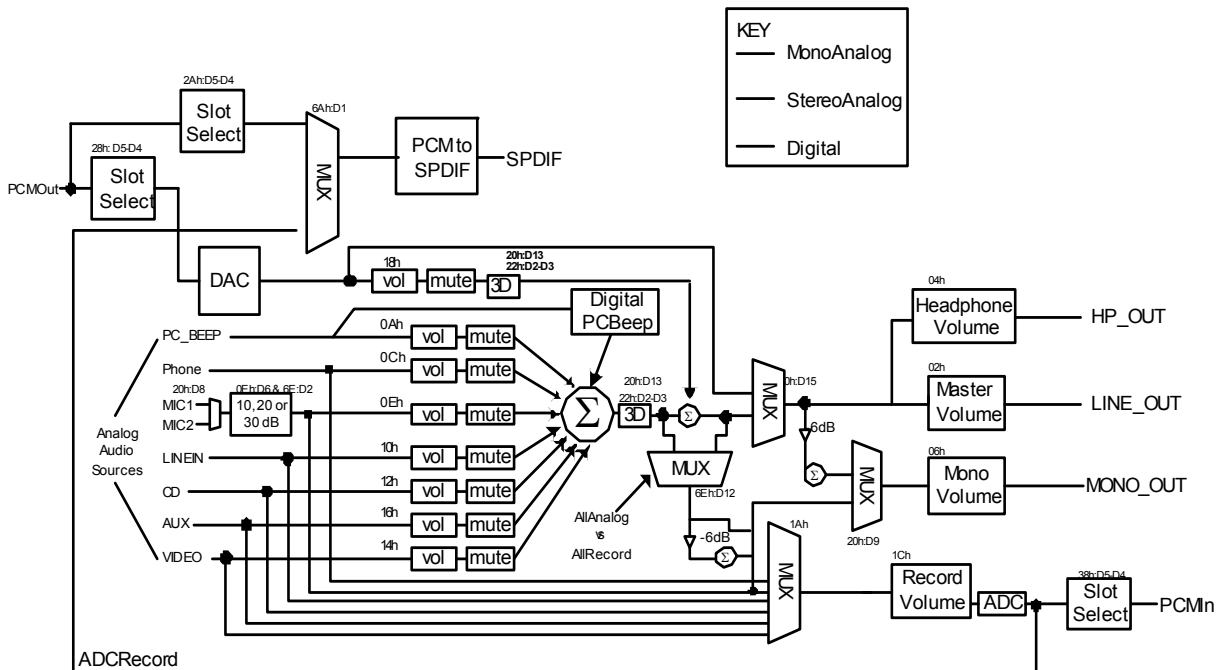 KEY
MonoAnalog
StereoAnalog
Digital
2Ah:D5-D4
Slot
Select
6Ah:D1
MUX
PCM to
SPDIF
SPDIF
28h: D5-D4
Slot
Select
PCMOut
DAC
18h
vol
mute
20h:D13
22h:D2-D3
3D
Digital
PCBeep
04h
Headphone
Volume
HP_OUT
PC_BEEP
0Ah
vol
mute
Phone
0Ch
vol
mute
20h:D8
0Eh:D6 & 6E:D2
MIC1
MIC2
10, 20 or
30 dB
0Eh
vol
mute
Σ
20h:D13
22h:D2-D3
3D
Σ
MUX
0h:D15
02h
Master
Volume
LINE_OUT
Analog
Audio
Sources
LINEIN
10h
vol
mute
MUX
6Eh:D12
-6dB
Σ
MUX
20h:D9
06h
Mono
Volume
MONO_OUT
CD
12h
vol
mute
AUX
16h
vol
mute
AllAnalog
vs
AllRecord
VIDEO
14h
vol
mute
-6dB
Σ
1Ah
MUX
1Ch
Record
Volume
ADC
38h:D5-D4
Slot
Select
PCMIn
ADCRecord